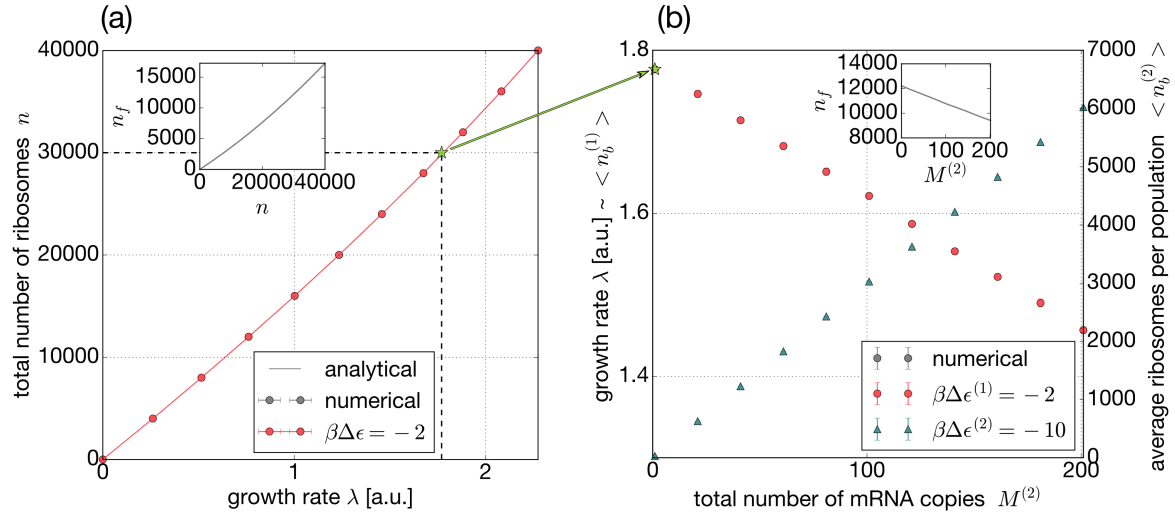 (a)
total number of ribosomes n
40000
30000
20000
10000
0
0
1
2
growth rate λ [a.u.]
n_f
15000
10000
5000
0
0
20000
40000
n
analytical
numerical
βΔϵ = −2
(b)
growth rate λ [a.u.] ~ < n_b^{(1)} >
1.8
1.6
1.4
0
100
200
total number of mRNA copies M^{(2)}
n_f
14000
12000
10000
8000
0
100
200
M^{(2)}
numerical
βΔϵ^{(1)} = −2
βΔϵ^{(2)} = −10
7000
6000
5000
4000
3000
2000
1000
0
average ribosomes per population < n_b^{(2)} >